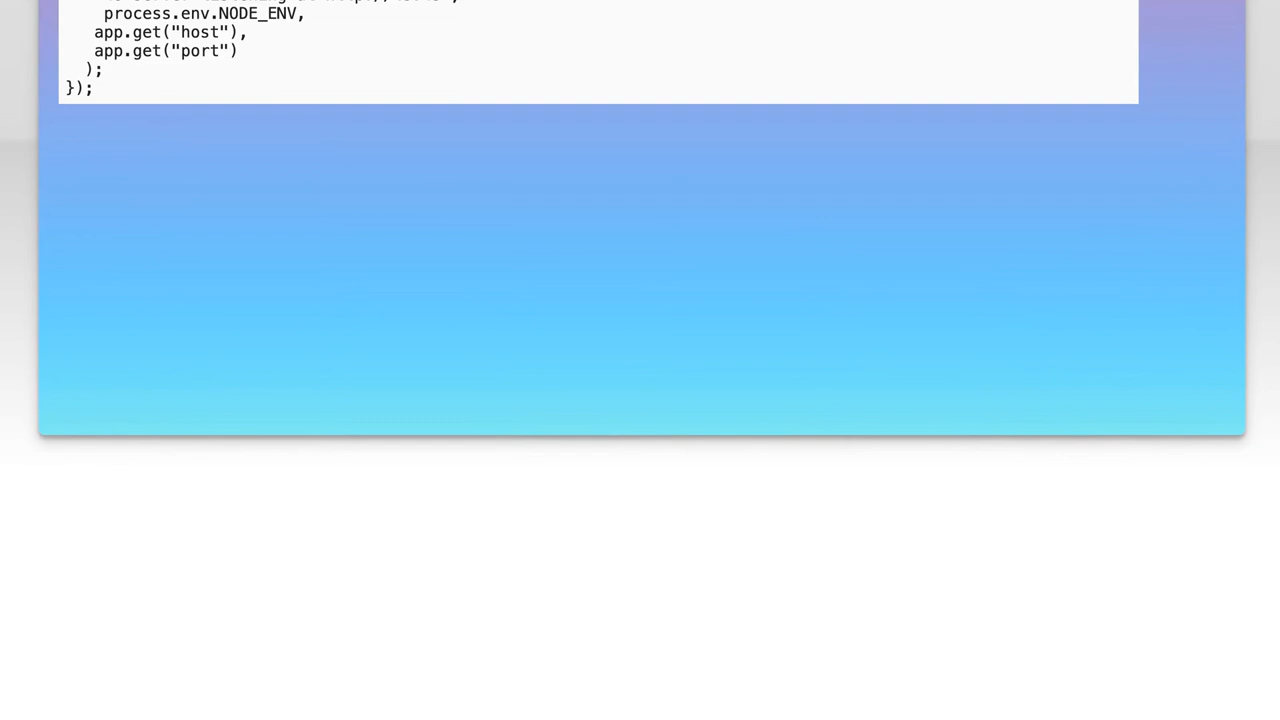 process.env.NODE_ENV,
app.get("host"),
app.get("port")
);
});